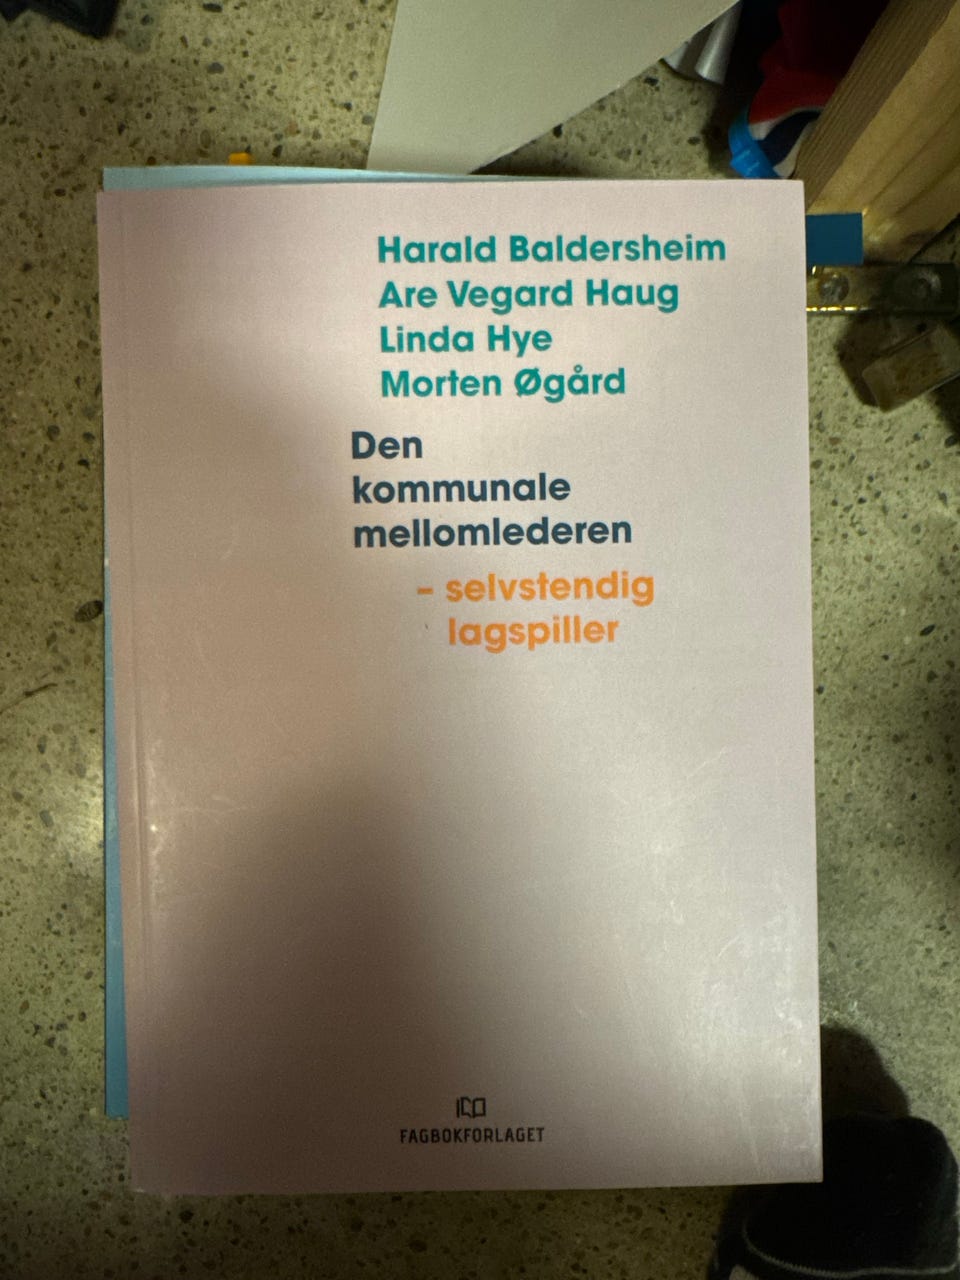 Harald Baldersheim
Are Vegard Haug
Linda Hye
Morten Øgård
Den
kommunale
mellomlederen
– selvstendig
lagspiller
FAGBOKFORLAGET